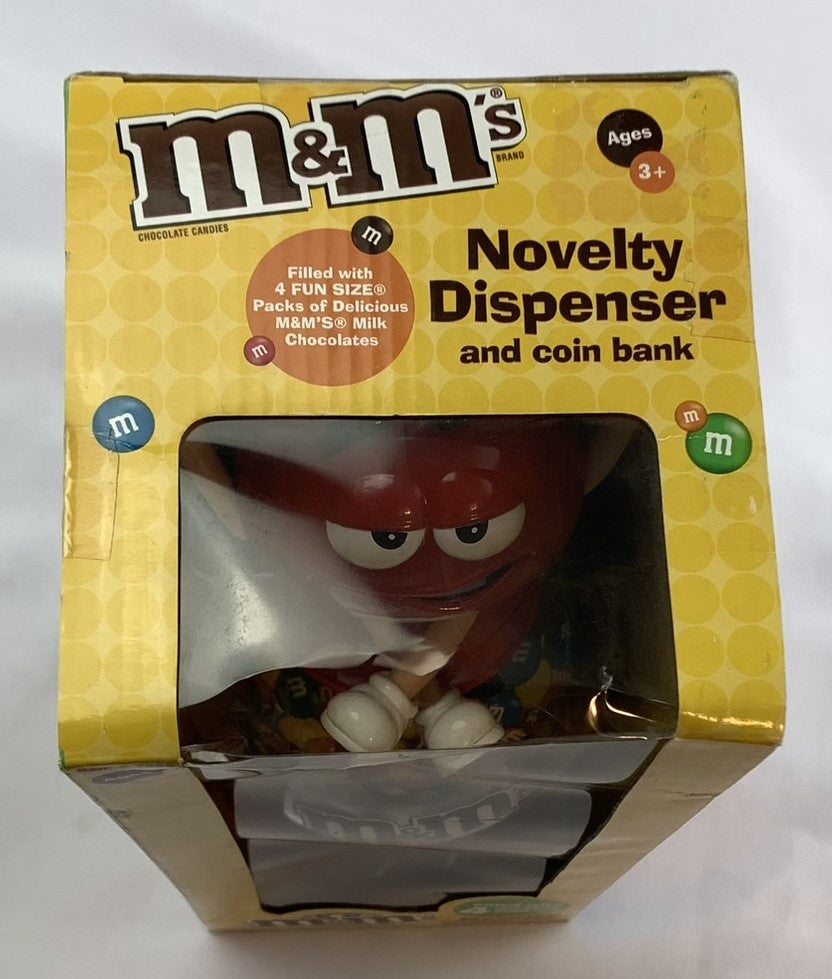 m&m's®
BRAND
CHOCOLATE CANDIES
Ages
3+
m
Filled with
4 FUN SIZE®
Packs of Delicious
M&M'S® Milk
Chocolates
m
Novelty
Dispenser
and coin bank
m
m
m
m
m
m&m's
m&m's